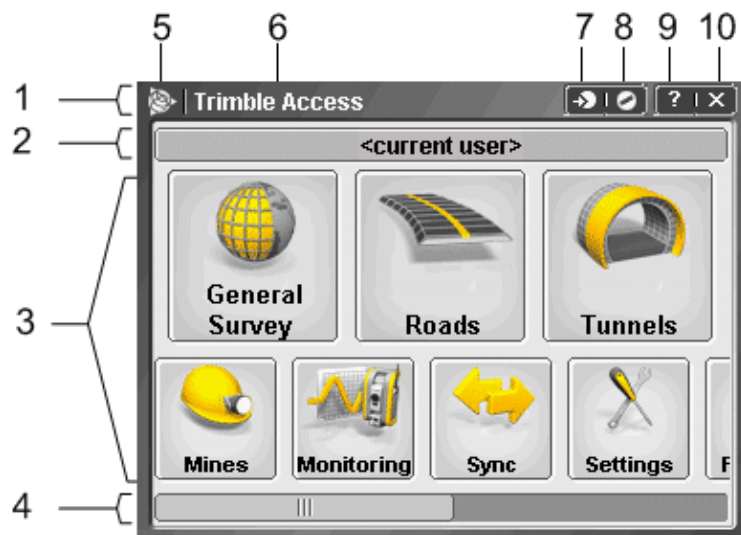 5 6 7 8 9 10
1 Trimble Access ?
2 <current user>
3
General Survey Roads Tunnels
Mines Monitoring Sync Settings F
4